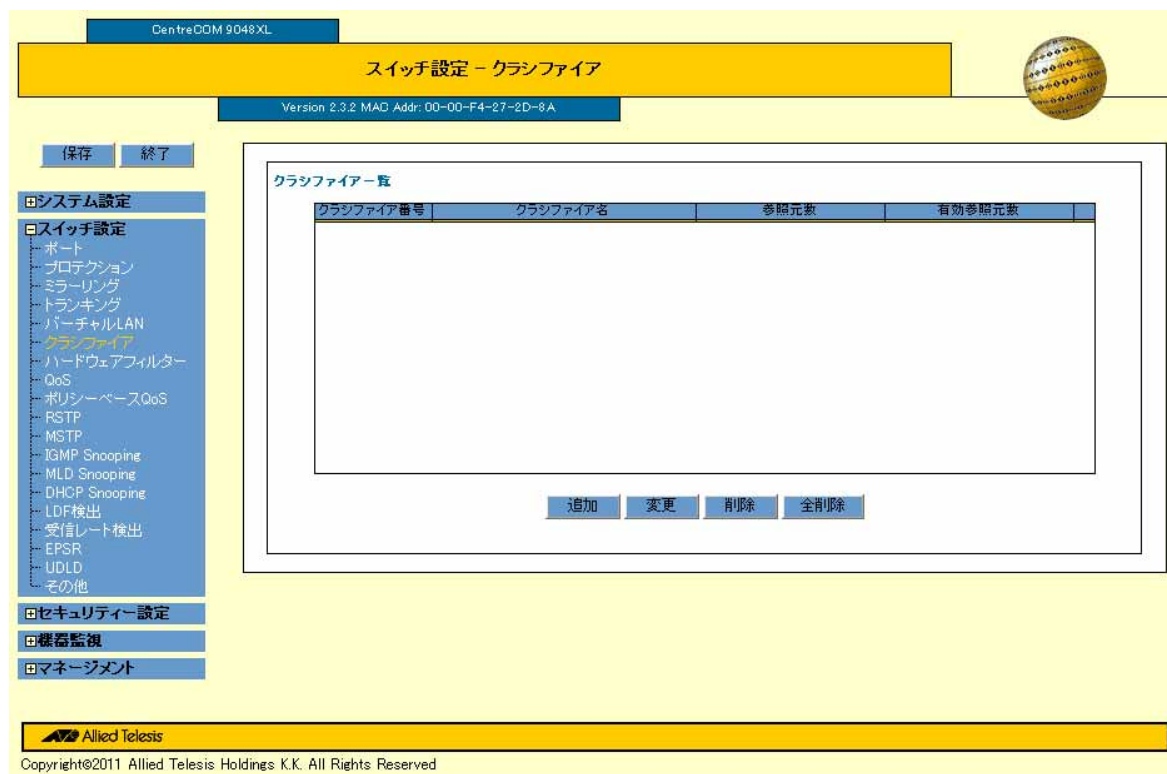 CentreCOM 9048XL
スイッチ設定 - クラシファイア
Version 2.3.2 MAC Addr: 00-00-F4-27-2D-8A
保存 終了
システム設定
スイッチ設定
ポート
プロテクション
ミラーリング
トランキング
バーチャルLAN
クラシファイア
ハードウェアフィルター
QoS
ポリシーベースQoS
RSTP
MSTP
IGMP Snooping
MLD Snooping
DHCP Snooping
LDF検出
受信レート検出
EPSR
UDLD
その他
セキュリティー設定
機器監視
マネージメント
クラシファイア一覧
クラシファイア番号 クラシファイア名 参照元数 有効参照元数
追加 変更 削除 全削除
Allied Telesis
Copyright©2011 Allied Telesis Holdings K.K. All Rights Reserved